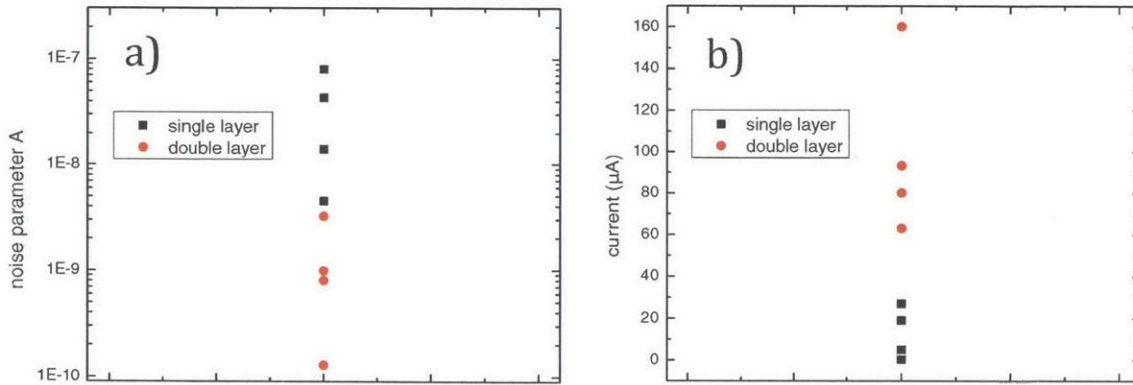 a)
1E-7
1E-8
1E-9
1E-10
noise parameter A
single layer
double layer
b)
160
140
120
100
80
60
40
20
0
current (µA)
single layer
double layer